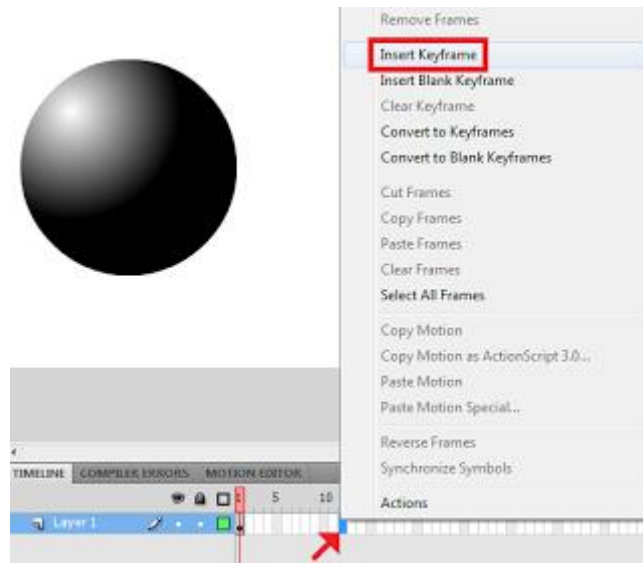 Remove Frames
Insert Keyframe
Insert Blank Keyframe
Clear Keyframe
Convert to Keyframes
Convert to Blank Keyframes
Cut Frames
Copy Frames
Paste Frames
Clear Frames
Select All Frames
Copy Motion
Copy Motion as ActionScript 3.0...
Paste Motion
Paste Motion Special...
Reverse Frames
Synchronize Symbols
Actions
TIMELINE COMPILER ERRORS MOTION EDITOR
1 5 10
Layer 1